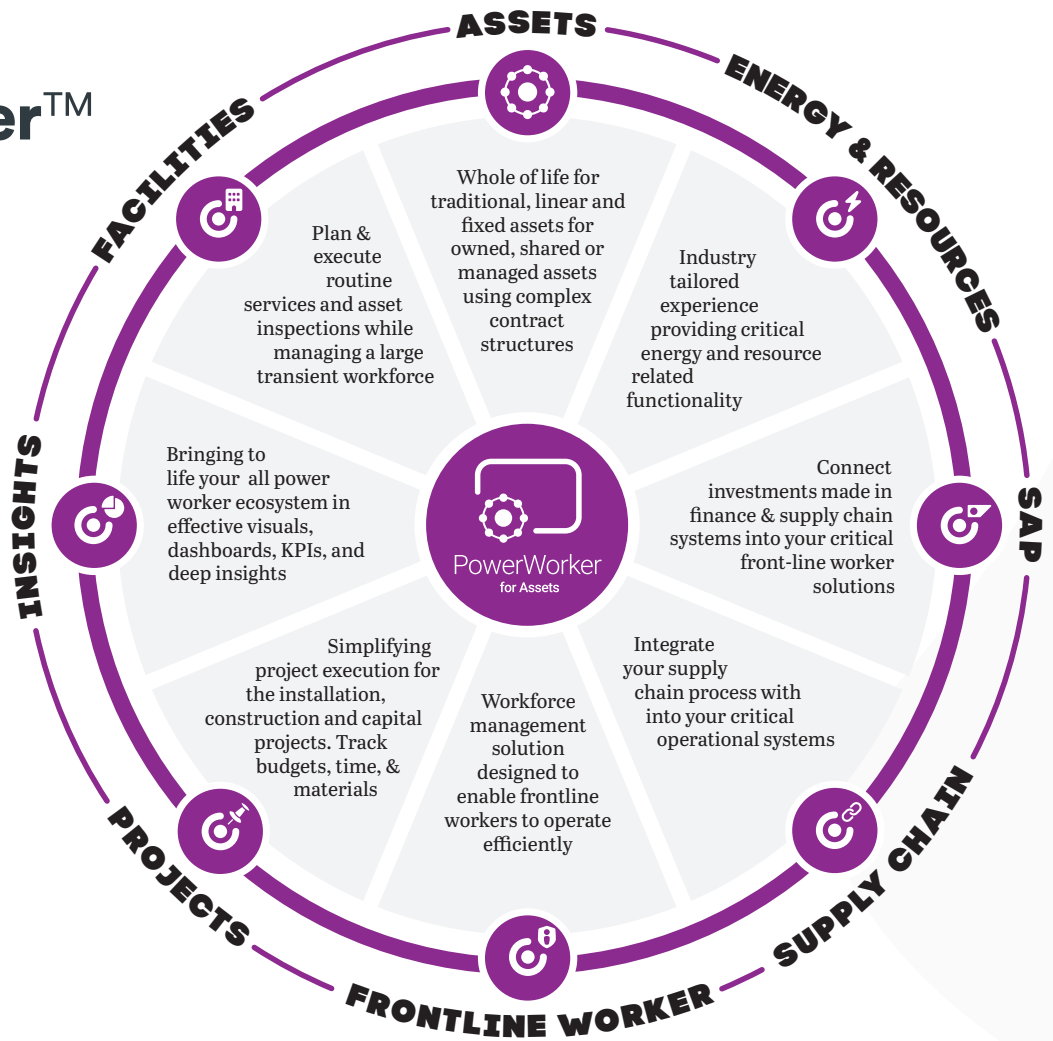 er™
ASSETS
Whole of life for
traditional, linear and
fixed assets for
owned, shared or
managed assets
using complex
contract
structures
ENERGY & RESOURCES
Industry
tailored
experience
providing critical
energy and resource
related
functionality
SAP
Connect
investments made in
finance & supply chain
systems into your critical
front-line worker
solutions
SUPPLY CHAIN
Integrate
your supply
chain process with
into your critical
operational systems
FRONTLINE WORKER
Workforce
management
solution
designed to
enable frontline
workers to operate
efficiently
PROJECTS
Simplifying
project execution for
the installation,
construction and capital
projects. Track
budgets, time, &
materials
INSIGHTS
Bringing to
life your all power
worker ecosystem in
effective visuals,
dashboards, KPIs, and
deep insights
FACILITIES
Plan &
execute
routine
services and asset
inspections while
managing a large
transient workforce
PowerWorker
for Assets